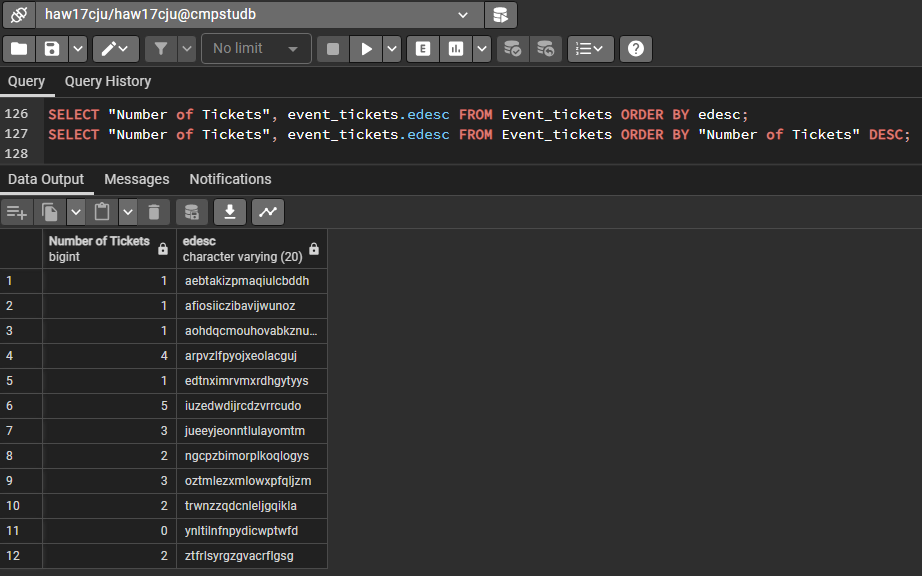 haw17cju/haw17cju@cmpstudb
No limit
E
?
Query Query History
126 SELECT "Number of Tickets", event_tickets.edesc FROM Event_tickets ORDER BY edesc;
127 SELECT "Number of Tickets", event_tickets.edesc FROM Event_tickets ORDER BY "Number of Tickets" DESC;
128
Data Output Messages Notifications
Number of Tickets edesc
bigint character varying (20)
1 1 aebtakizpmaqiulcbddh
2 1 afiosiiczibavijwunoz
3 1 aohdqcmouhovabkznu...
4 4 arpvzlfpyojxeolacguj
5 1 edtnximrvmxrdhgytyys
6 5 iuzedwdijrcdzvrrcudo
7 3 jueeyjeonntlulayomtm
8 2 ngcpzbimorplkoqlogys
9 3 oztmlezxmlowxpfqljzm
10 2 trwnzzqdcnleljgqikla
11 0 ynltilnfnpydicwptwfd
12 2 ztfrlsyrgzgvacrflgsg